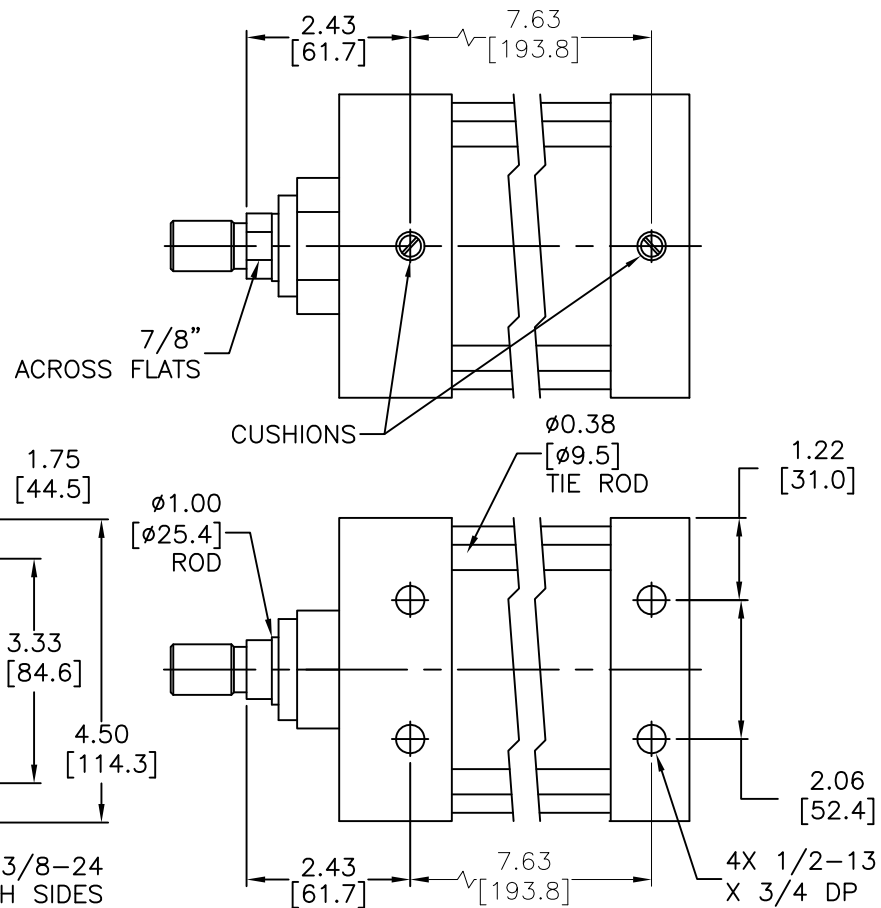 2.43
[61.7]
7.63
[193.8]
7/8”
ACROSS FLATS
CUSHIONS
ø0.38
[ø9.5]
TIE ROD
1.22
[31.0]
1.75
[44.5]
ø1.00
[ø25.4]
ROD
3.33
[84.6]
4.50
[114.3]
2.06
[52.4]
3/8-24
H SIDES
2.43
[61.7]
7.63
[193.8]
4X 1/2-13
X 3/4 DP